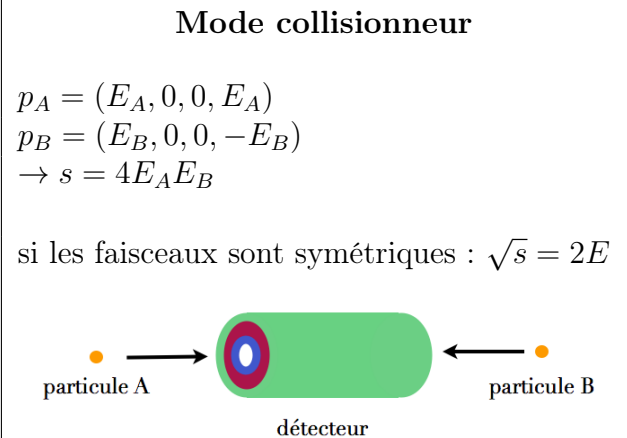 Mode collisionneur
p_A = (E_A, 0, 0, E_A)
p_B = (E_B, 0, 0, −E_B)
→ s = 4E_AE_B
si les faisceaux sont symétriques : √s = 2E
particule A
particule B
détecteur